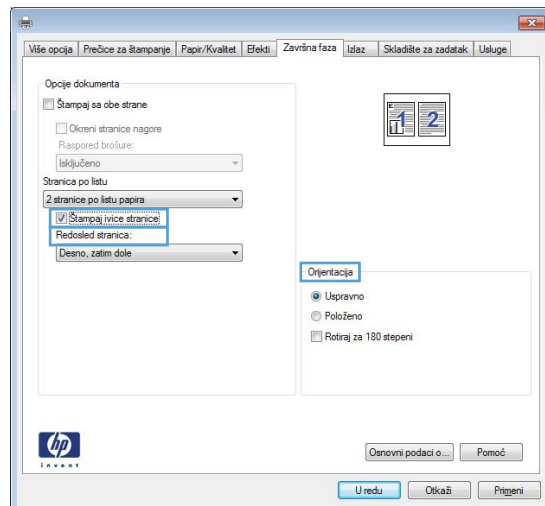 Više opcija Prečice za štampanje Papir/Kvalitet Efekti Završna faza Izlaz Skladište za zadatak Usluge
Opcije dokumenta
Štampaj sa obe strane
Okreni stranice nagore
Raspored brošure:
Isključeno
Stranica po listu
2 stranice po listu papira
Štampaj ivice stranice
Redosled stranica:
Desno, zatim dole
1 2
Orijentacija
Uspravno
Položeno
Rotiraj za 180 stepeni
hp
invent
Osnovni podaci o... Pomoć
U redu Otkaži Primeni